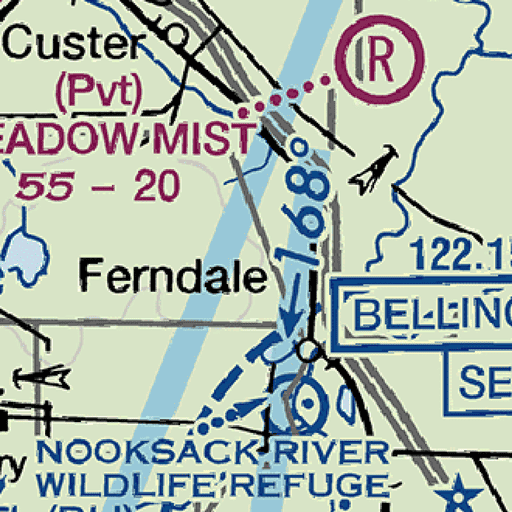 Custer
(Pvt)
R
EADOW MIST
55 - 20
168°
Ferndale
122.1
BELLING
SE
NOOKSACK RIVER
WILDLIFE REFUGE